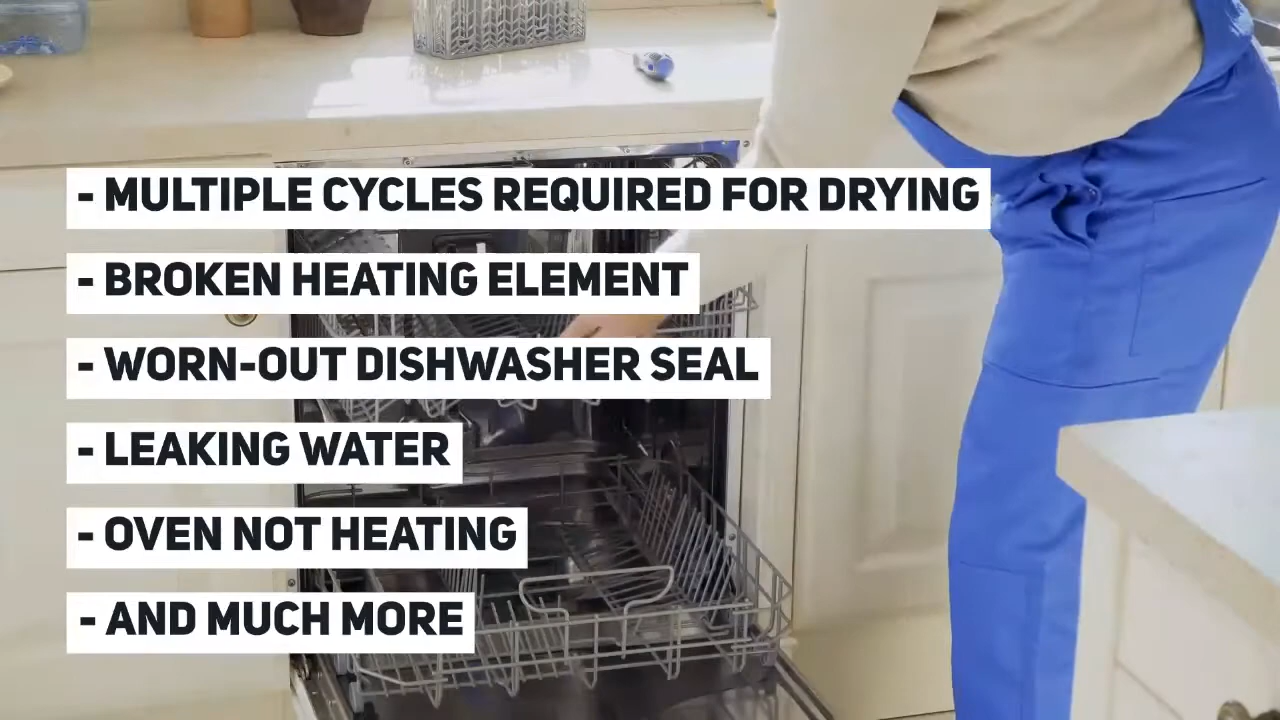 - MULTIPLE CYCLES REQUIRED FOR DRYING
- BROKEN HEATING ELEMENT
- WORN-OUT DISHWASHER SEAL
- LEAKING WATER
- OVEN NOT HEATING
- AND MUCH MORE